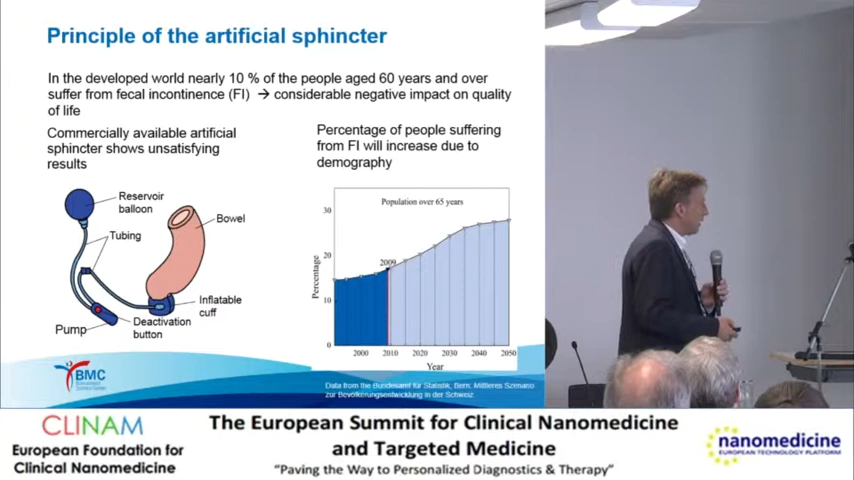 Principle of the artificial sphincter
In the developed world nearly 10 % of the people aged 60 years and over
suffer from fecal incontinence (FI) → considerable negative impact on quality
of life
Commercially available artificial
sphincter shows unsatisfying
results
Percentage of people suffering
from FI will increase due to
demography
Reservoir
balloon
Bowel
Tubing
Inflatable
cuff
Pump
Deactivation
button
Population over 65 years
30
20
10
0
Percentage
2009
2000
2010
2020
2030
2040
2050
Year
BMC
Data from the Bundesamt für Statistik, Bern: Mittleres Szenario
zur Bevölkerungsentwicklung in der Schweiz
CLINAM
European Foundation for
Clinical Nanomedicine
The European Summit for Clinical Nanomedicine
and Targeted Medicine
"Paving the Way to Personalized Diagnostics & Therapy"
nanomedicine
EUROPEAN TECHNOLOGY PLATFORM